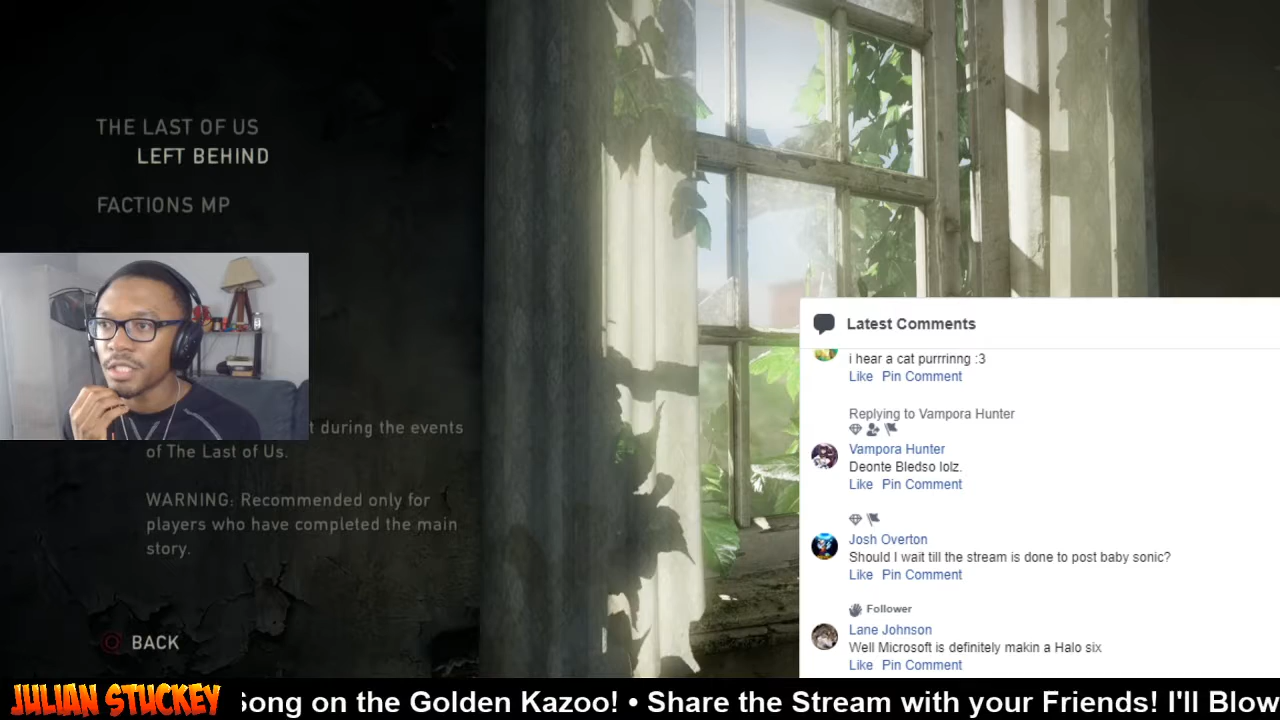 THE LAST OF US
LEFT BEHIND
FACTIONS MP
t during the events
of The Last of Us.
WARNING: Recommended only for
players who have completed the main
story.
BACK
Latest Comments
i hear a cat purrrinng :3
Like Pin Comment
Replying to Vampora Hunter
Vampora Hunter
Deonte Bledso lolz.
Like Pin Comment
Josh Overton
Should I wait till the stream is done to post baby sonic?
Like Pin Comment
Follower
Lane Johnson
Well Microsoft is definitely makin a Halo six
Like Pin Comment
JULIAN STUCKEY
Song on the Golden Kazoo! • Share the Stream with your Friends! I'll Blow